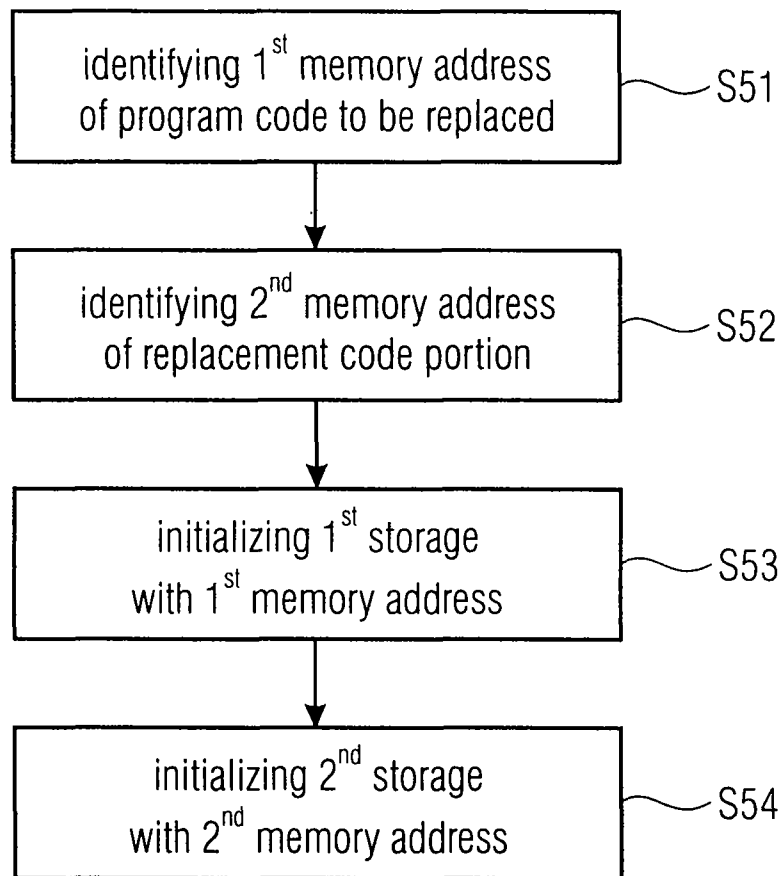 identifying 1st memory address
of program code to be replaced
S51
identifying 2nd memory address
of replacement code portion
S52
initializing 1st storage
with 1st memory address
S53
initializing 2nd storage
with 2nd memory address
S54